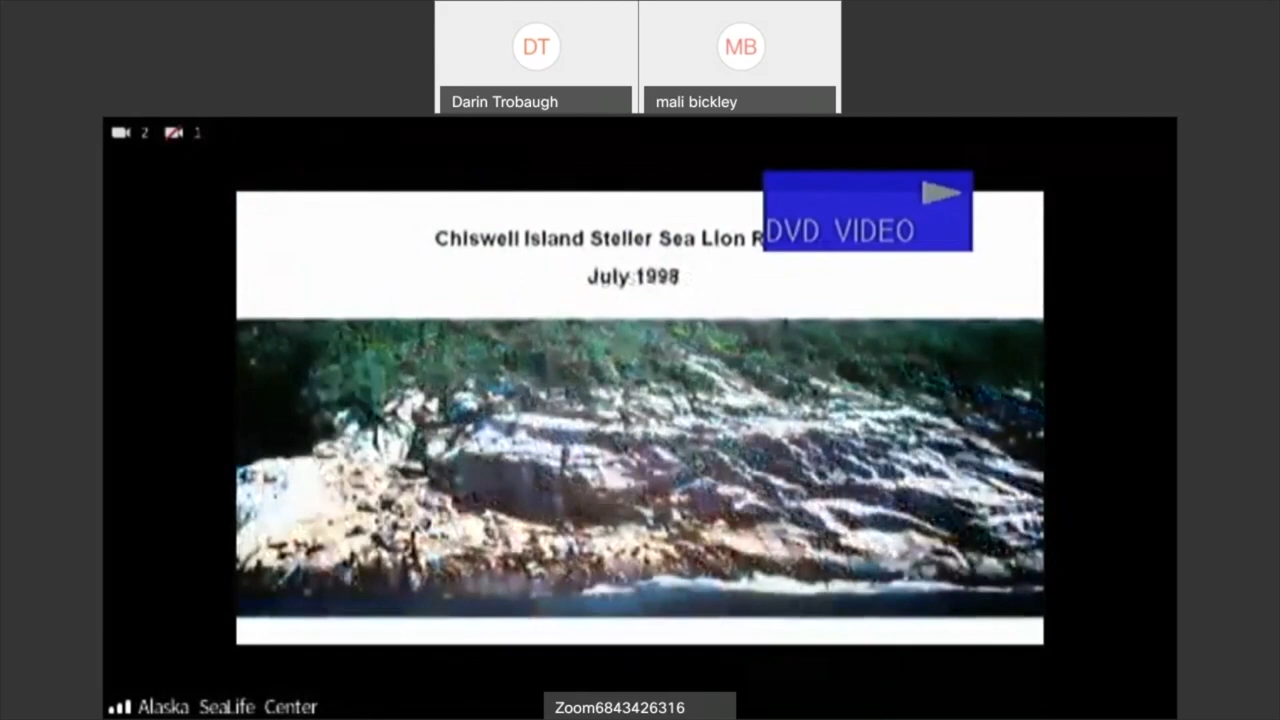 DT
MB
Darin Trobaugh
mali bickley
2
1
DVD VIDEO
Chiswell Island Steller Sea Lion R
July 1998
Alaska SeaLife Center
Zoom6843426316